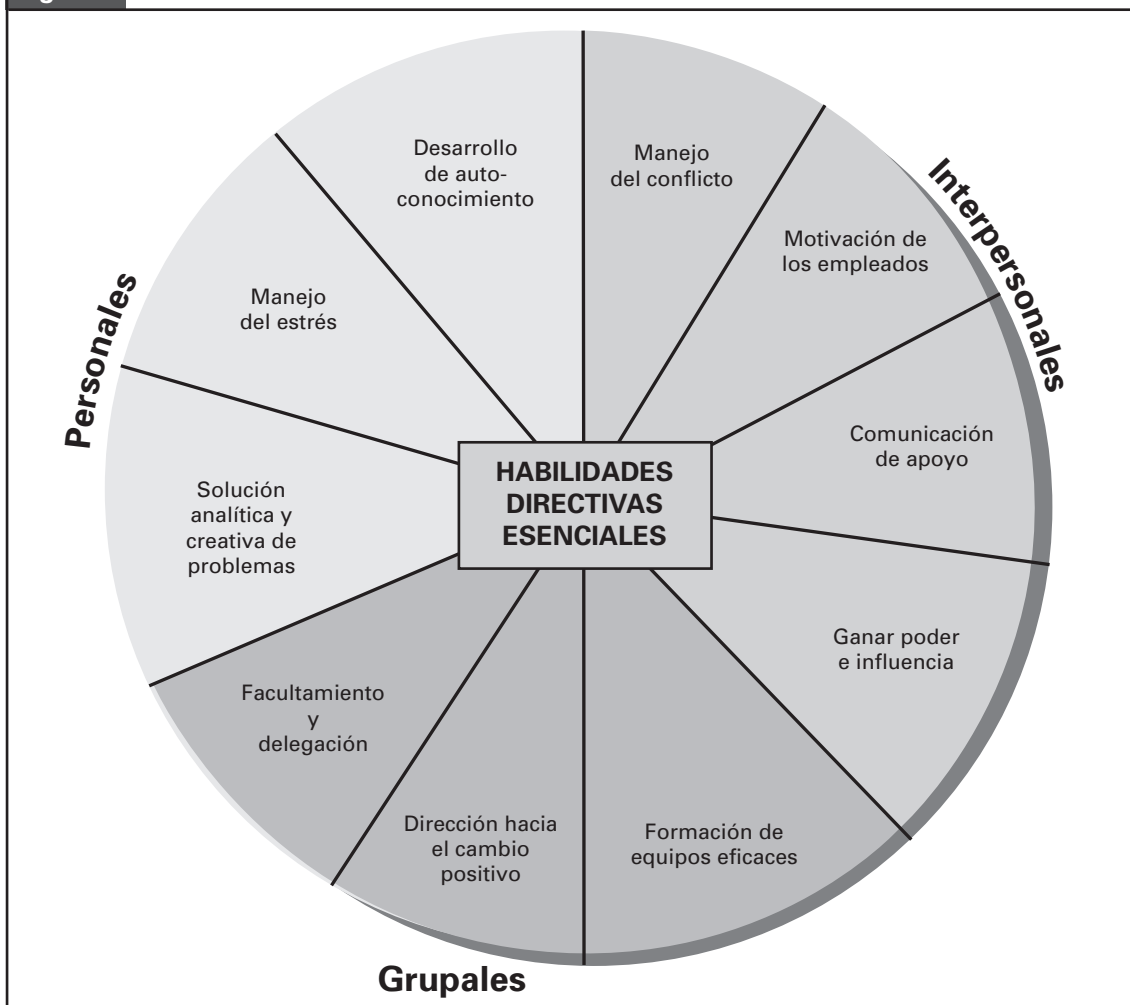 Desarrollo
de auto-
conocimiento
Manejo
del conflicto
Motivación de
los empleados
Interpersonales
Comunicación
de apoyo
Ganar poder
e influencia
Formación de
equipos eficaces
Dirección hacia
el cambio
positivo
Grupales
Facultamiento
y
delegación
Solución
analítica y
creativa de
problemas
Manejo
del estrés
Personales
HABILIDADES
DIRECTIVAS
ESENCIALES